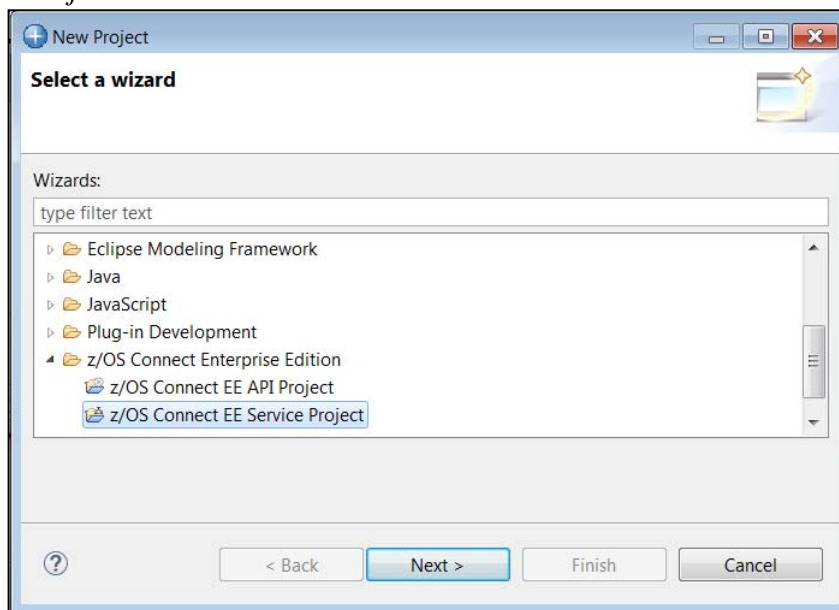 New Project
Select a wizard
Wizards:
type filter text
Eclipse Modeling Framework
Java
JavaScript
Plug-in Development
z/OS Connect Enterprise Edition
z/OS Connect EE API Project
z/OS Connect EE Service Project
? < Back Next > Finish Cancel